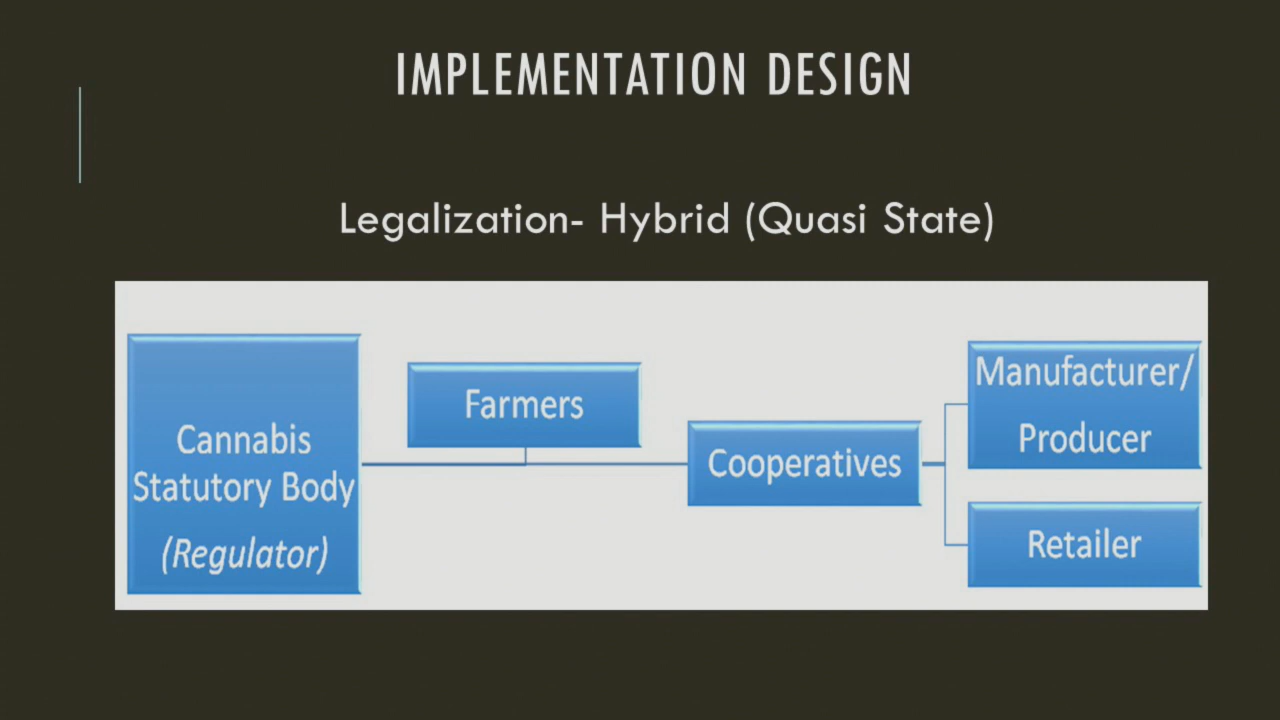 IMPLEMENTATION DESIGN
Legalization- Hybrid (Quasi State)
Cannabis
Statutory Body
(Regulator)
Farmers
Cooperatives
Manufacturer/
Producer
Retailer